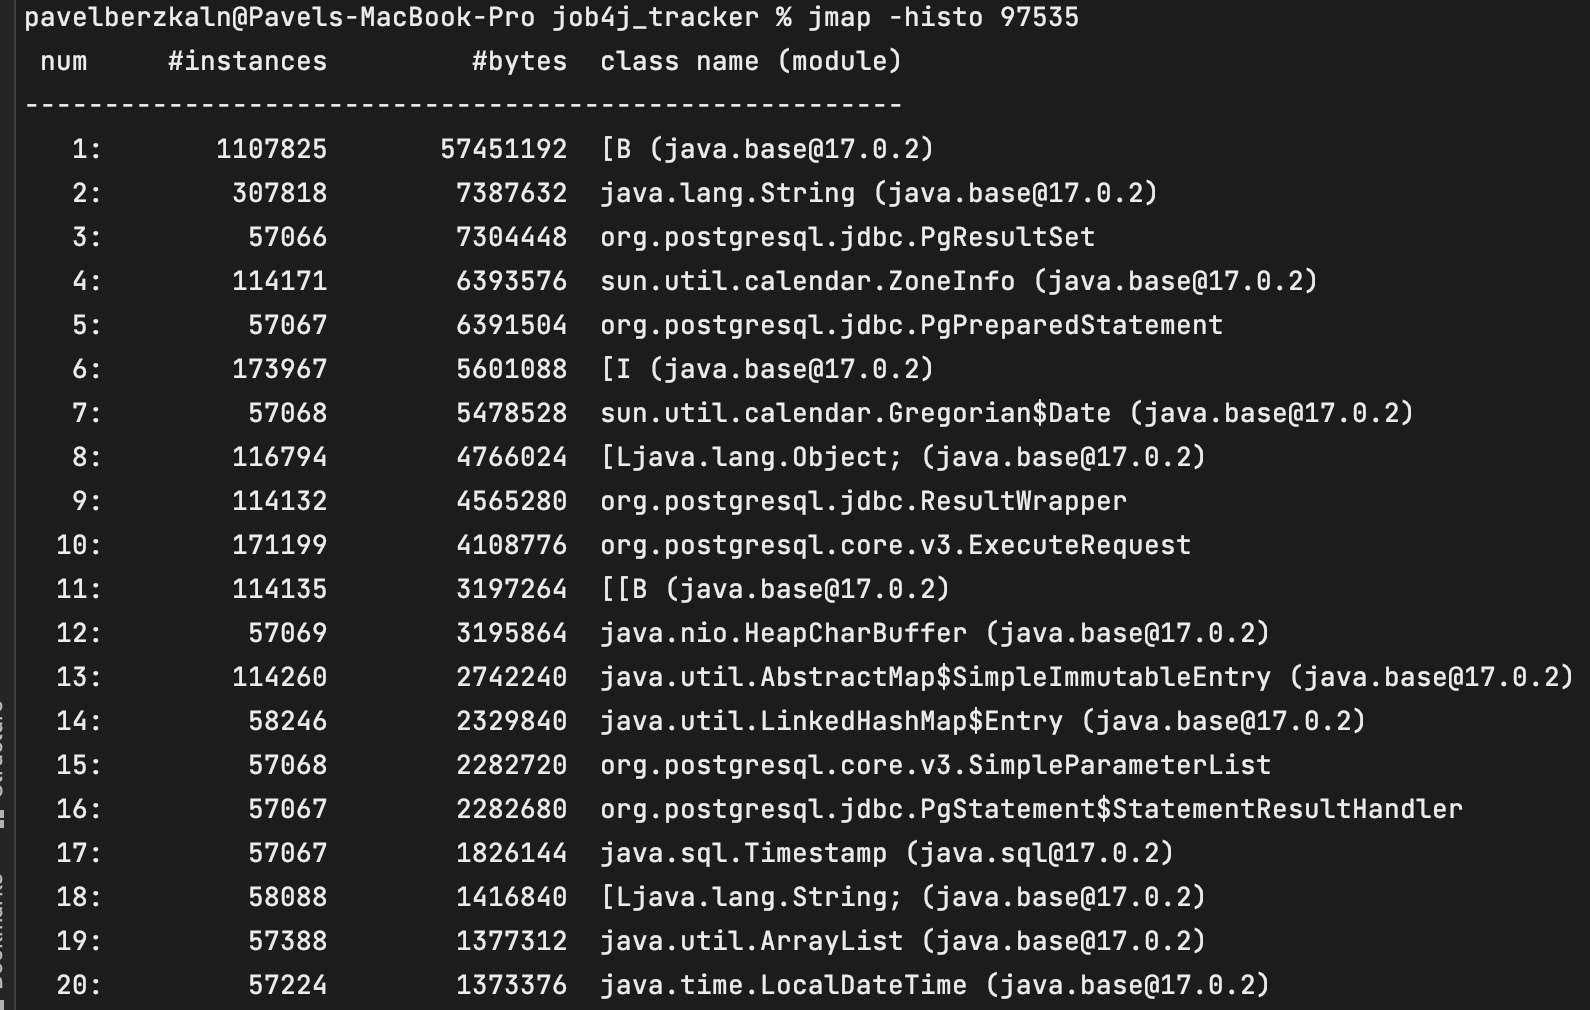 pavelberzkaln@Pavels-MacBook-Pro job4j_tracker % jmap -histo 97535
num #instances #bytes class name (module)
-------------------------------------------------------
1: 1107825 57451192 [B (java.base@17.0.2)
2: 307818 7387632 java.lang.String (java.base@17.0.2)
3: 57066 7304448 org.postgresql.jdbc.PgResultSet
4: 114171 6393576 sun.util.calendar.ZoneInfo (java.base@17.0.2)
5: 57067 6391504 org.postgresql.jdbc.PgPreparedStatement
6: 173967 5601088 [I (java.base@17.0.2)
7: 57068 5478528 sun.util.calendar.Gregorian$Date (java.base@17.0.2)
8: 116794 4766024 [Ljava.lang.Object; (java.base@17.0.2)
9: 114132 4565280 org.postgresql.jdbc.ResultWrapper
10: 171199 4108776 org.postgresql.core.v3.ExecuteRequest
11: 114135 3197264 [[B (java.base@17.0.2)
12: 57069 3195864 java.nio.HeapCharBuffer (java.base@17.0.2)
13: 114260 2742240 java.util.AbstractMap$SimpleImmutableEntry (java.base@17.0.2)
14: 58246 2329840 java.util.LinkedHashMap$Entry (java.base@17.0.2)
15: 57068 2282720 org.postgresql.core.v3.SimpleParameterList
16: 57067 2282680 org.postgresql.jdbc.PgStatement$StatementResultHandler
17: 57067 1826144 java.sql.Timestamp (java.sql@17.0.2)
18: 58088 1416840 [Ljava.lang.String; (java.base@17.0.2)
19: 57388 1377312 java.util.ArrayList (java.base@17.0.2)
20: 57224 1373376 java.time.LocalDateTime (java.base@17.0.2)